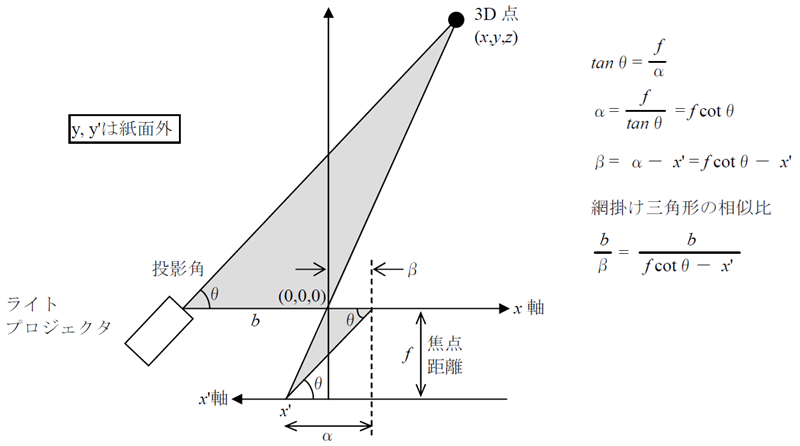 3D 点
(x,y,z)
y, y'は紙面外
投影角
θ
(0,0,0)
β
ライト
プロジェクタ
b
θ
x 軸
f
焦点
距離
θ
x'軸
x'
α
tan θ = f/α
α = f/tan θ = f cot θ
β = α － x' = f cot θ － x'
網掛け三角形の相似比
b/β = b/(f cot θ － x')